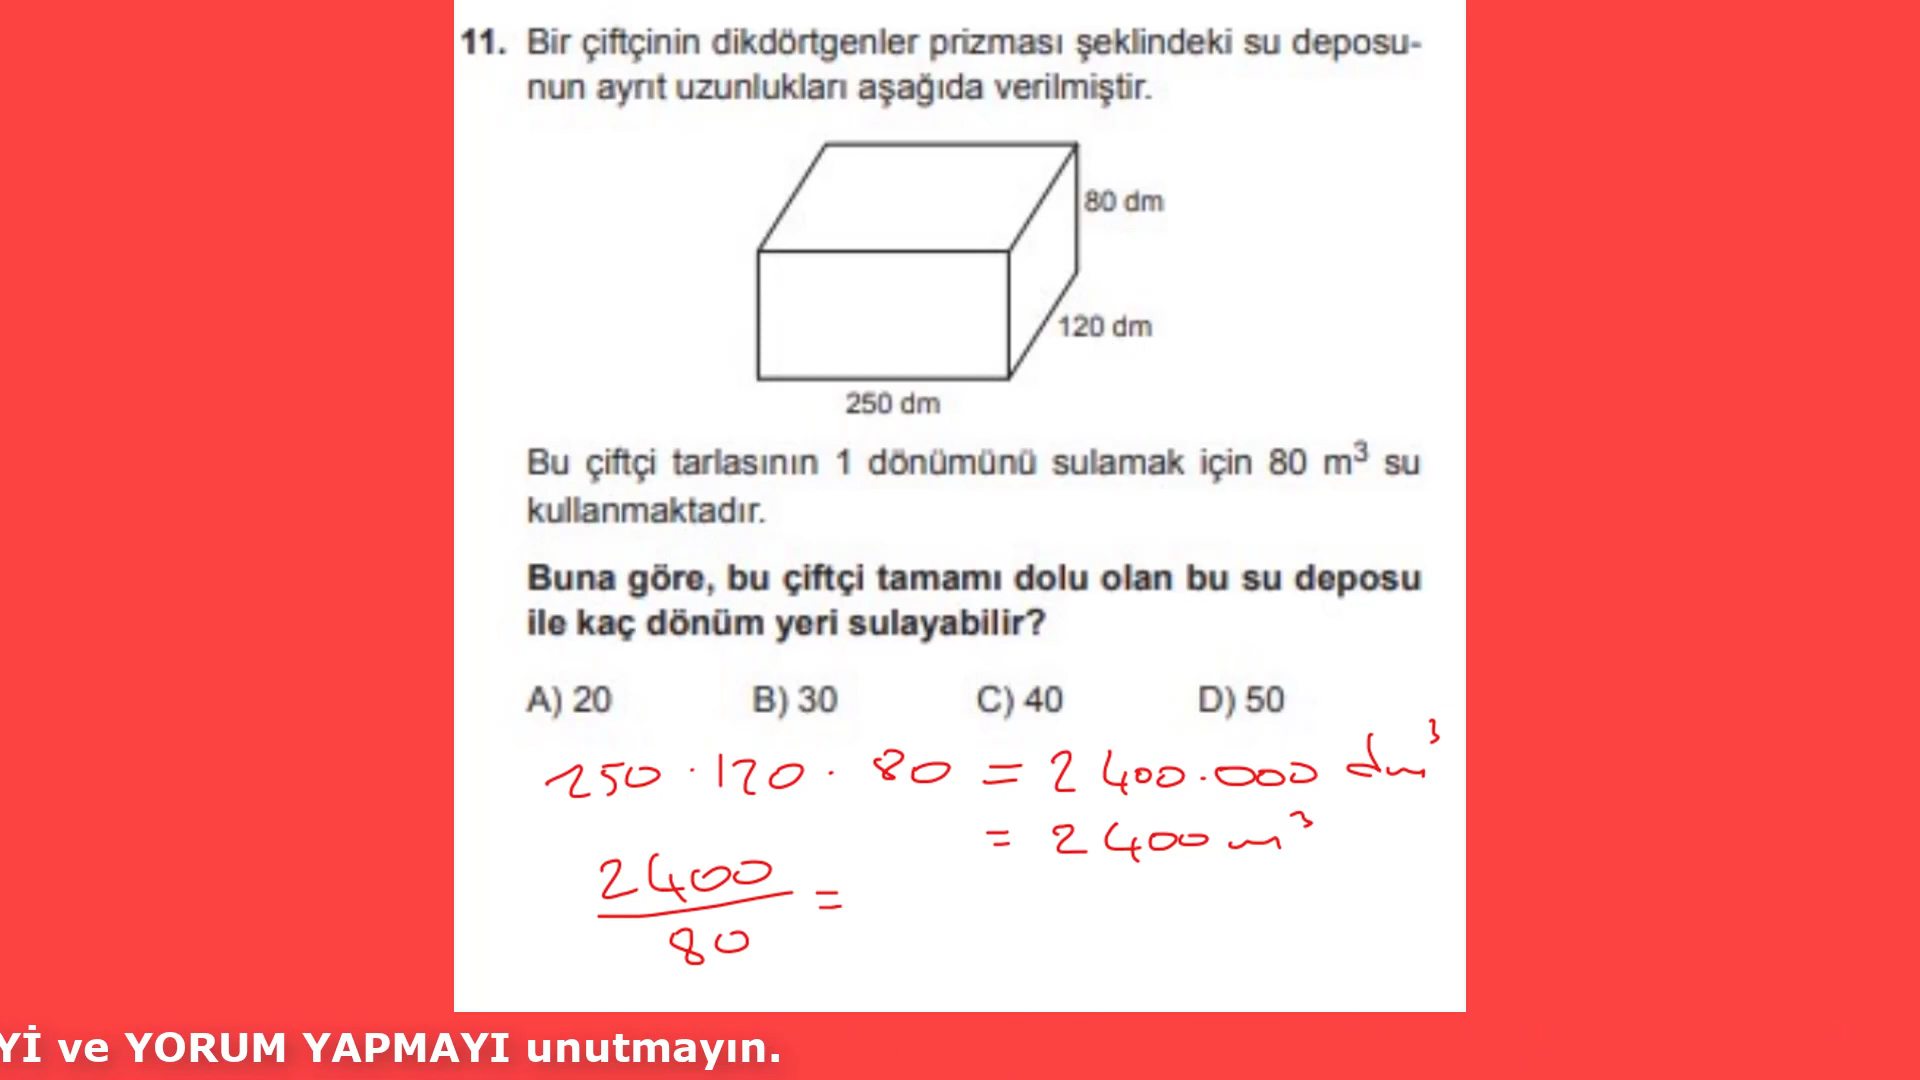 11. Bir çiftçinin dikdörtgenler prizması şeklindeki su deposu-
nun ayrıt uzunlukları aşağıda verilmiştir.
80 dm
120 dm
250 dm
Bu çiftçi tarlasının 1 dönümünü sulamak için 80 m³ su
kullanmaktadır.
Buna göre, bu çiftçi tamamı dolu olan bu su deposu
ile kaç dönüm yeri sulayabilir?
A) 20 B) 30 C) 40 D) 50
250 · 120 · 80 = 2400.000 dm³
= 2400 m³
2400
80
=
Yİ ve YORUM YAPMAYI unutmayın.